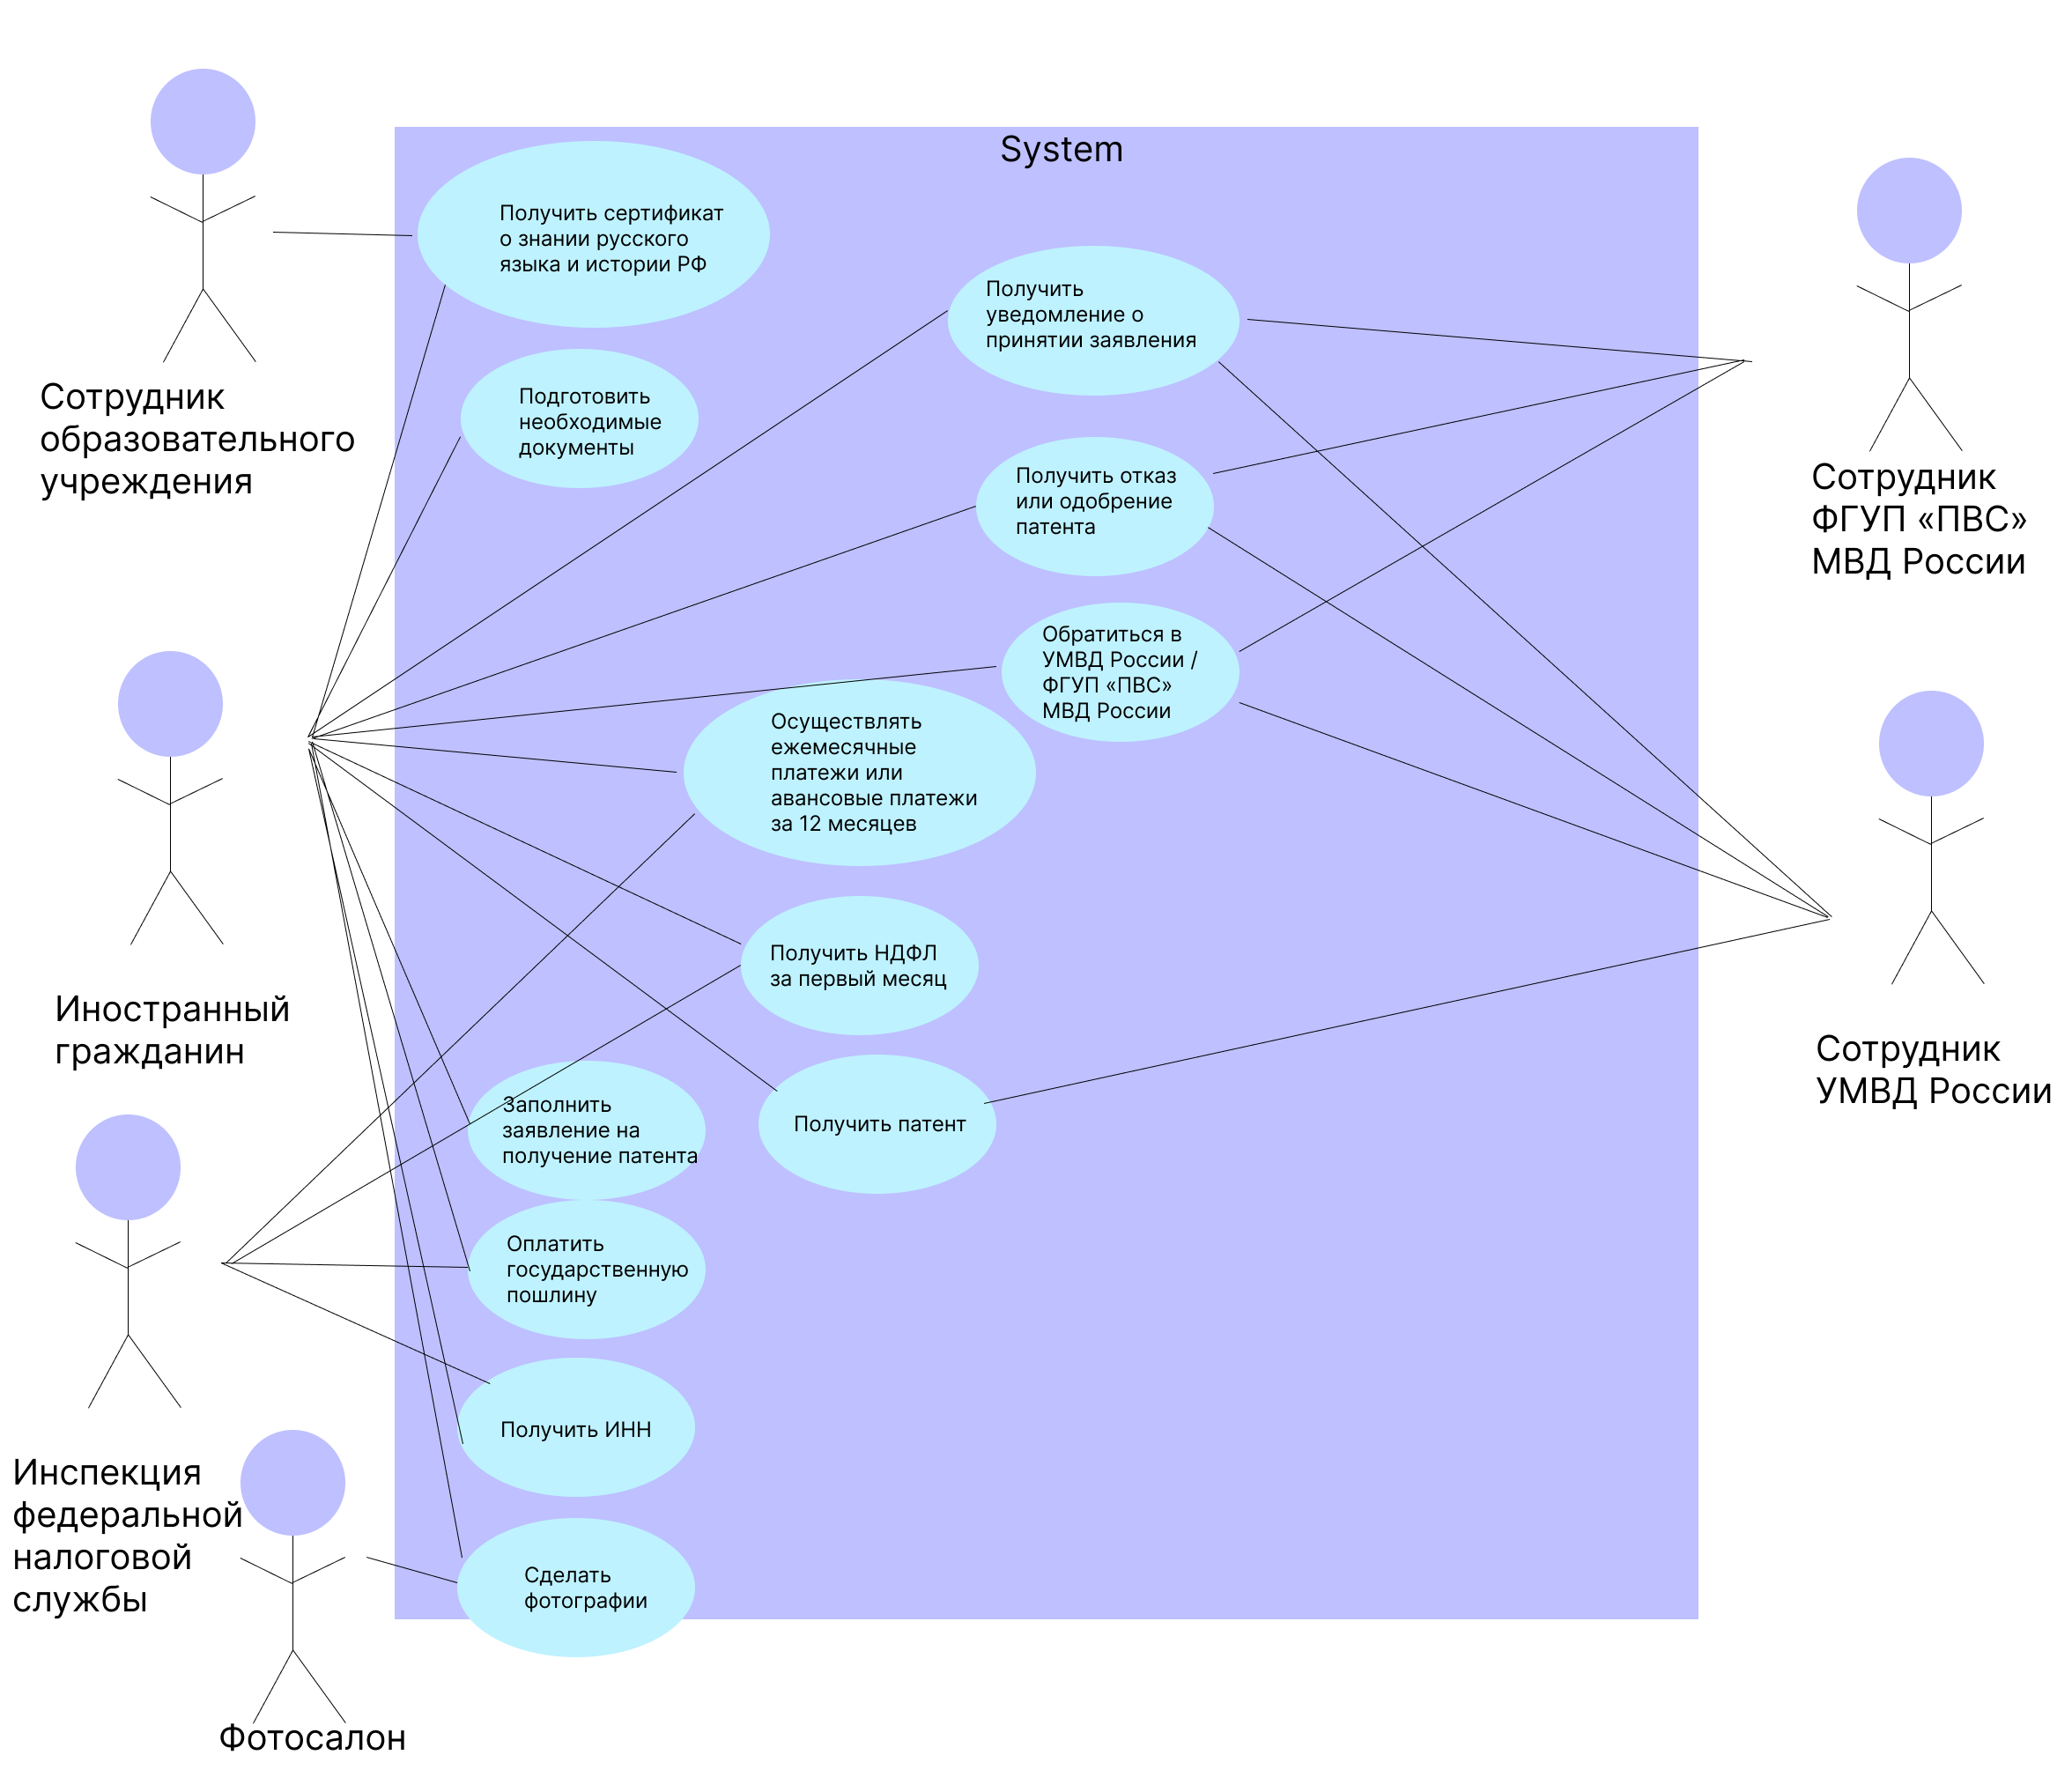 System
Получить сертификат
о знании русского
языка и истории РФ
Получить
уведомление о
принятии заявления
Подготовить
необходимые
документы
Сотрудник
образовательного
учреждения
Получить отказ
или одобрение
патента
Сотрудник
ФГУП «ПВС»
МВД России
Обратиться в
УМВД России /
ФГУП «ПВС»
МВД России
Осуществлять
ежемесячные
платежи или
авансовые платежи
за 12 месяцев
Иностранный
гражданин
Получить НДФЛ
за первый месяц
Сотрудник
УМВД России
Заполнить
заявление на
получение патента
Получить патент
Оплатить
государственную
пошлину
Получить ИНН
Инспекция
федеральной
налоговой
службы
Сделать
фотографии
Фотосалон